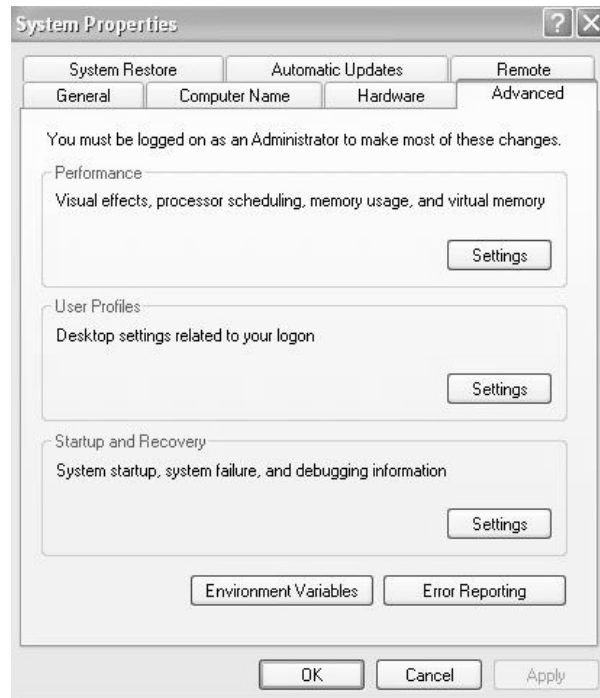 System Properties
System Restore Automatic Updates Remote
General Computer Name Hardware Advanced
You must be logged on as an Administrator to make most of these changes.
Performance
Visual effects, processor scheduling, memory usage, and virtual memory
Settings
User Profiles
Desktop settings related to your logon
Settings
Startup and Recovery
System startup, system failure, and debugging information
Settings
Environment Variables Error Reporting
OK Cancel Apply